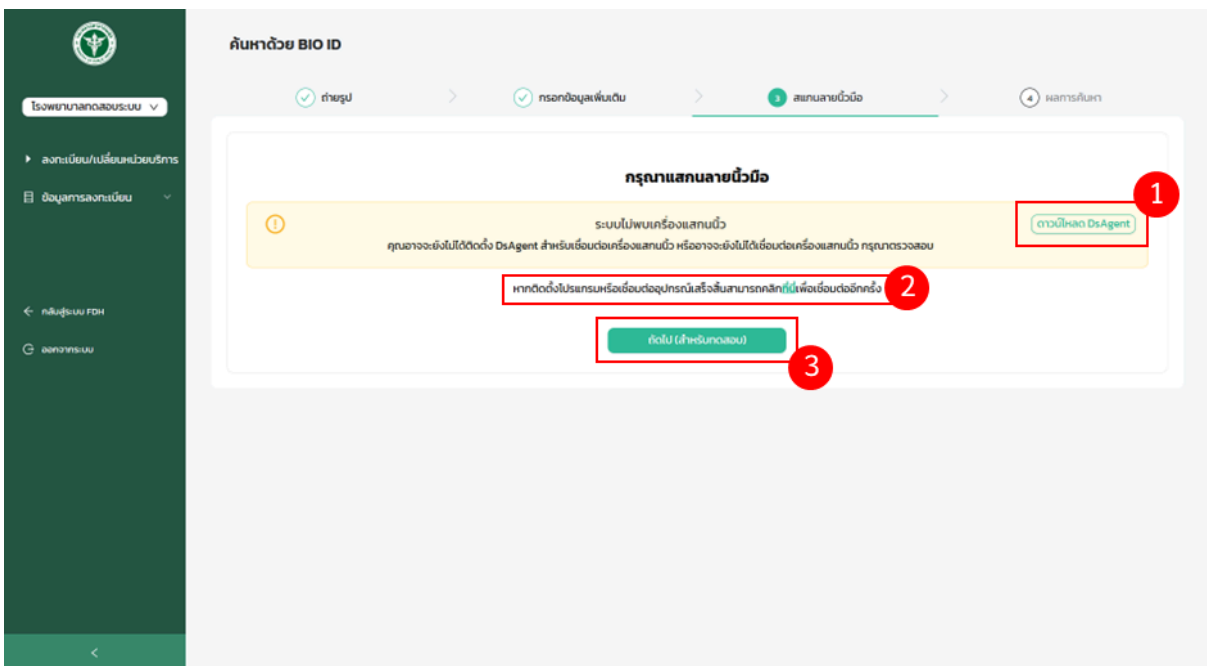 ค้นหาด้วย BIO ID
โรงพยาบาลทดสอบระบบ
ถ่ายรูป
กรอกข้อมูลเพิ่มเติม
3 สแกนลายนิ้วมือ
4 ผลการค้นหา
ลงทะเบียน/เปลี่ยนหน่วยบริการ
ข้อมูลการลงทะเบียน
กรุณาแสกนลายนิ้วมือ
1
ระบบไม่พบเครื่องแสกนนิ้ว
ดาวน์โหลด DsAgent
คุณอาจจะยังไม่ได้ติดตั้ง DsAgent สำหรับเชื่อมต่อเครื่องแสกนนิ้ว หรืออาจจะยังไม่ได้เชื่อมต่อเครื่องแสกนนิ้ว กรุณาตรวจสอบ
หากติดตั้งโปรแกรมหรือเชื่อมต่ออุปกรณ์เสร็จสิ้นสามารถคลิกที่นี่เพื่อเชื่อมต่ออีกครั้ง
2
กลับสู่ระบบ FDH
ถัดไป (สำหรับทดสอบ)
3
ออกจากระบบ